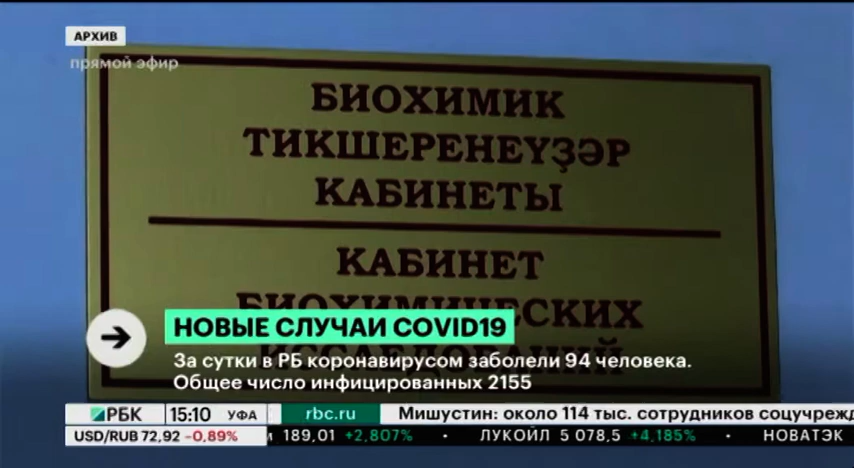 АРХИВ
прямой эфир
БИОХИМИК
ТИКШЕРЕНЕҮҘӘР
КАБИНЕТЫ
КАБИНЕТ
БИОХИМИЧЕСКИХ
НОВЫЕ СЛУЧАИ COVID19
За сутки в РБ коронавирусом заболели 94 человека.
Общее число инфицированных 2155
РБК 15:10 УФА rbc.ru Мишустин: около 114 тыс. сотрудников соцучрежд
USD/RUB 72,92 -0,89% 189,01 +2,807% • ЛУКОЙЛ 5 078,5 +4,185% • НОВАТЭК